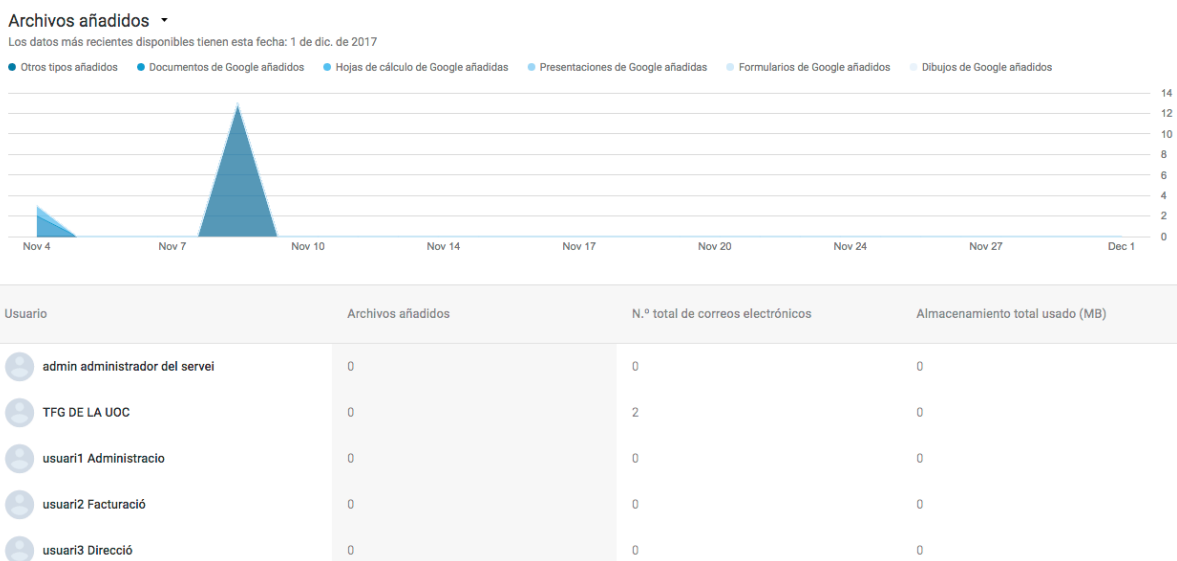 Archivos añadidos
Los datos más recientes disponibles tienen esta fecha: 1 de dic. de 2017
Otros tipos añadidos Documentos de Google añadidos Hojas de cálculo de Google añadidas Presentaciones de Google añadidas Formularios de Google añadidos Dibujos de Google añadidos
14
12
10
8
6
4
2
0
Nov 4 Nov 7 Nov 10 Nov 14 Nov 17 Nov 20 Nov 24 Nov 27 Dec 1
Usuario Archivos añadidos N.º total de correos electrónicos Almacenamiento total usado (MB)
admin administrador del servei 0 0 0
TFG DE LA UOC 0 2 0
usuari1 Administracio 0 0 0
usuari2 Facturació 0 0 0
usuari3 Direcció 0 0 0